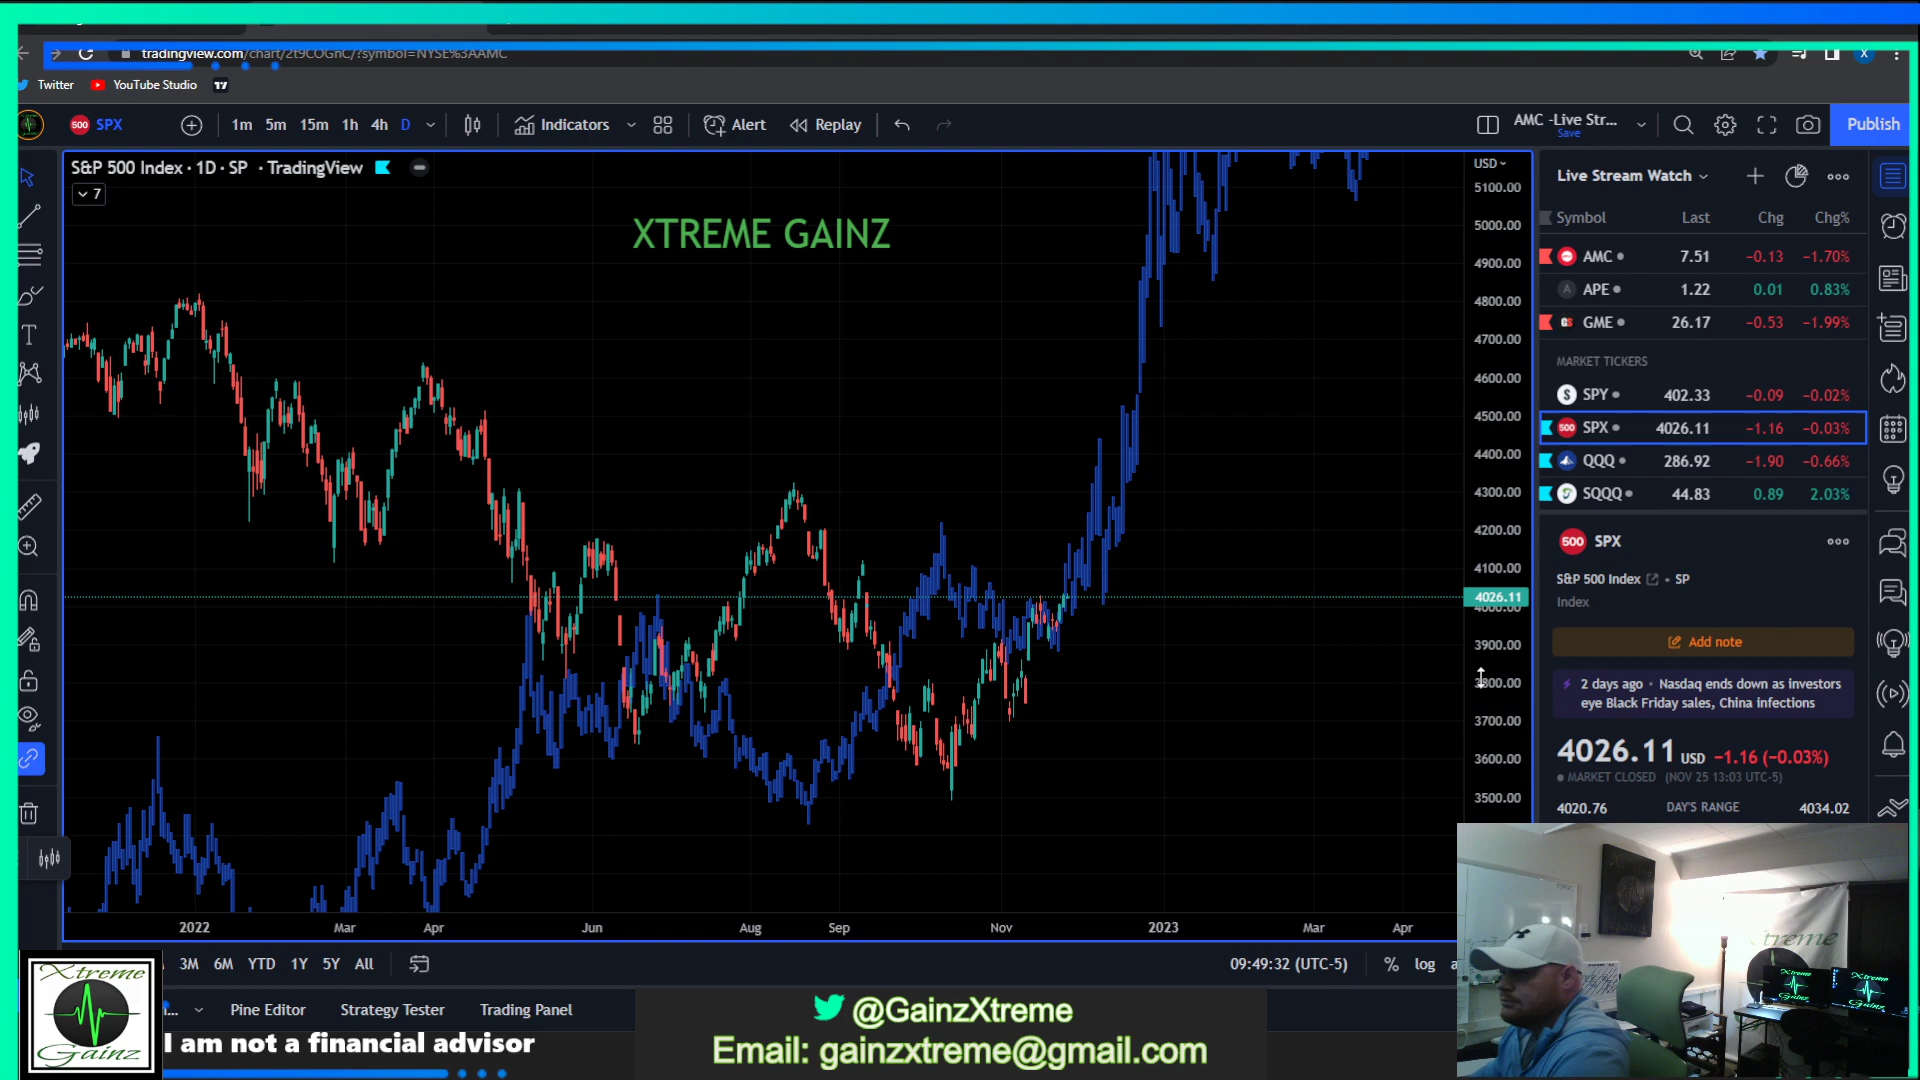 tradingview.com/chart/2t9COGnC/?symbol=NYSE%3AAMC
Twitter YouTube Studio
500 SPX 1m 5m 15m 1h 4h D Indicators Alert Replay AMC -Live Str... Save Publish
S&P 500 Index · 1D · SP · TradingView
7
XTREME GAINZ
USD
5100.00
5000.00
4900.00
4800.00
4700.00
4600.00
4500.00
4400.00
4300.00
4200.00
4100.00
4026.11
4000.00
3900.00
3800.00
3700.00
3600.00
3500.00
2022 Mar Apr Jun Aug Sep Nov 2023 Mar Apr
Live Stream Watch
Symbol Last Chg Chg%
AMC 7.51 −0.13 −1.70%
APE 1.22 0.01 0.83%
GME 26.17 −0.53 −1.99%
MARKET TICKERS
SPY 402.33 −0.09 −0.02%
500 SPX 4026.11 −1.16 −0.03%
QQQ 286.92 −1.90 −0.66%
SQQQ 44.83 0.89 2.03%
500 SPX
S&P 500 Index • SP
Index
Add note
2 days ago · Nasdaq ends down as investors
eye Black Friday sales, China infections
4026.11 USD −1.16 (−0.03%)
MARKET CLOSED (NOV 25 13:03 UTC-5)
4020.76 DAY'S RANGE 4034.02
3M 6M YTD 1Y 5Y All 09:49:32 (UTC-5) % log
Pine Editor Strategy Tester Trading Panel
Xtreme
Gainz
I am not a financial advisor
@GainzXtreme
Email: gainzxtreme@gmail.com